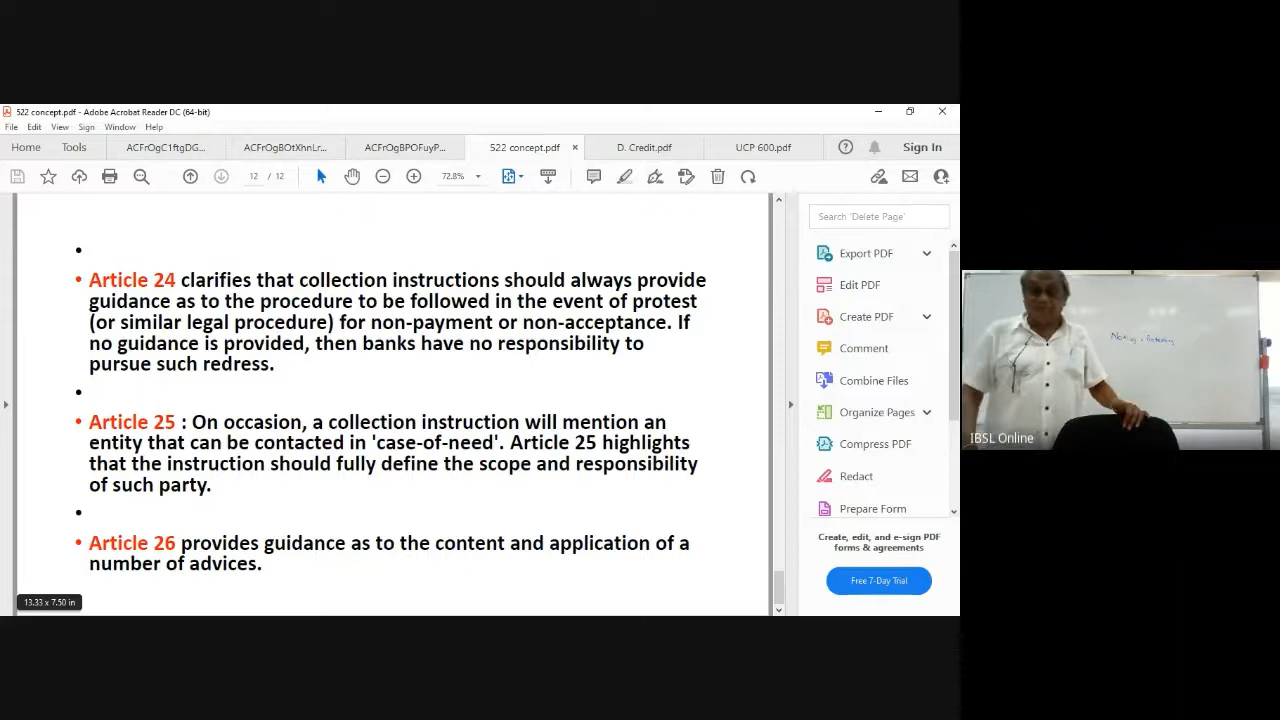 522 concept.pdf - Adobe Acrobat Reader DC (64-bit)
File Edit View Sign Window Help
Home Tools ACFrOgC1ftgDG... ACFrOgBOtXhnLr... ACFrOgBPOFuyP... 522 concept.pdf D. Credit.pdf UCP 600.pdf Sign In
12 / 12 72.8%
Search 'Delete Page'
• Article 24 clarifies that collection instructions should always provide
guidance as to the procedure to be followed in the event of protest
(or similar legal procedure) for non-payment or non-acceptance. If
no guidance is provided, then banks have no responsibility to
pursue such redress.
• Article 25 : On occasion, a collection instruction will mention an
entity that can be contacted in 'case-of-need'. Article 25 highlights
that the instruction should fully define the scope and responsibility
of such party.
• Article 26 provides guidance as to the content and application of a
number of advices.
13.33 x 7.50 in
Export PDF
Edit PDF
Create PDF
Comment
Combine Files
Organize Pages
Compress PDF
Redact
Prepare Form
Create, edit, and e-sign PDF
forms & agreements
Free 7-Day Trial
IBSL Online